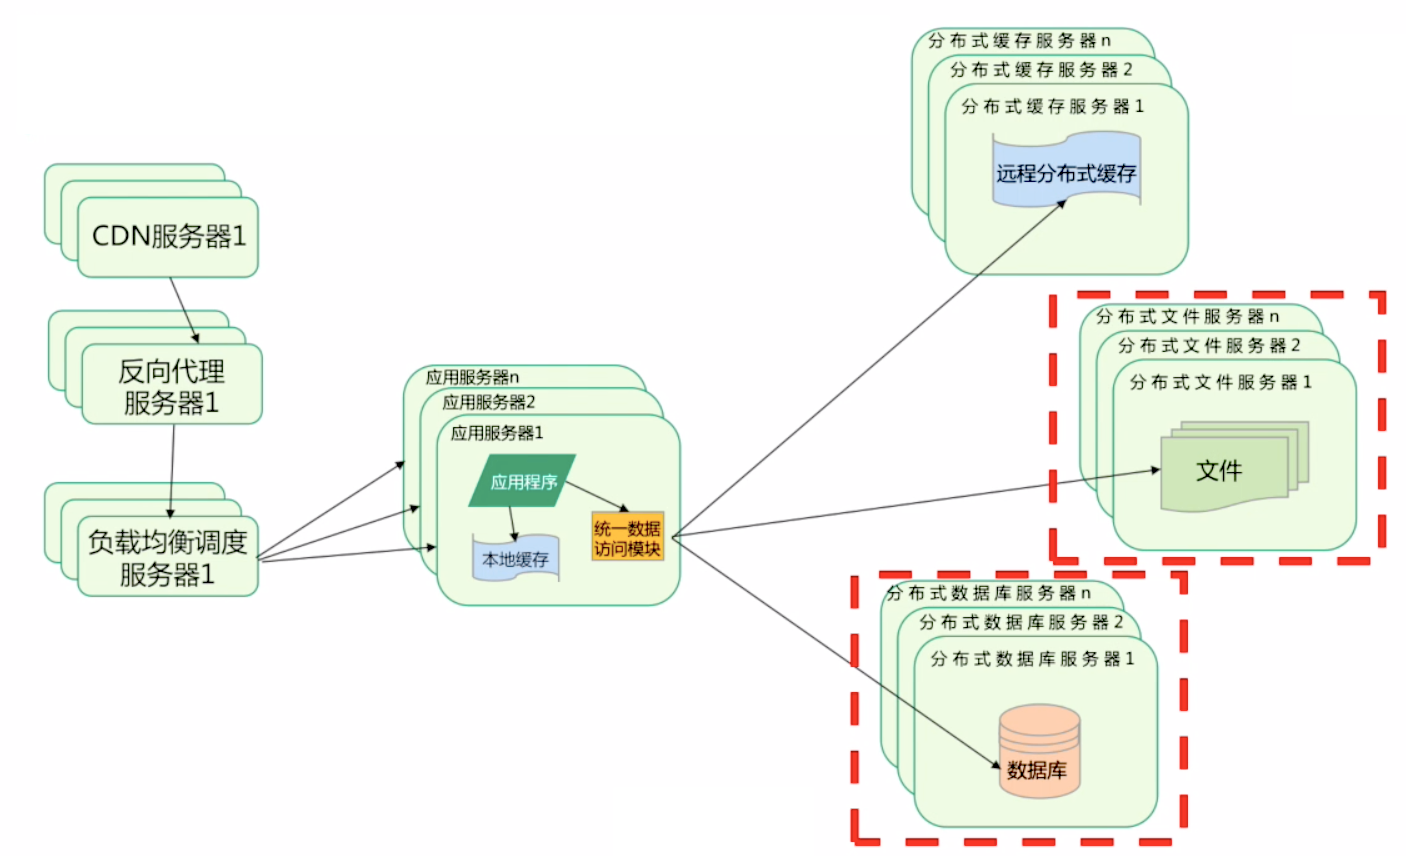 分布式缓存服务器n
分布式缓存服务器2
分布式缓存服务器1
远程分布式缓存
CDN服务器1
反向代理
服务器1
负载均衡调度
服务器1
应用服务器n
应用服务器2
应用服务器1
应用程序
本地缓存
统一数据
访问模块
分布式文件服务器n
分布式文件服务器2
分布式文件服务器1
文件
分布式数据库服务器n
分布式数据库服务器2
分布式数据库服务器1
数据库